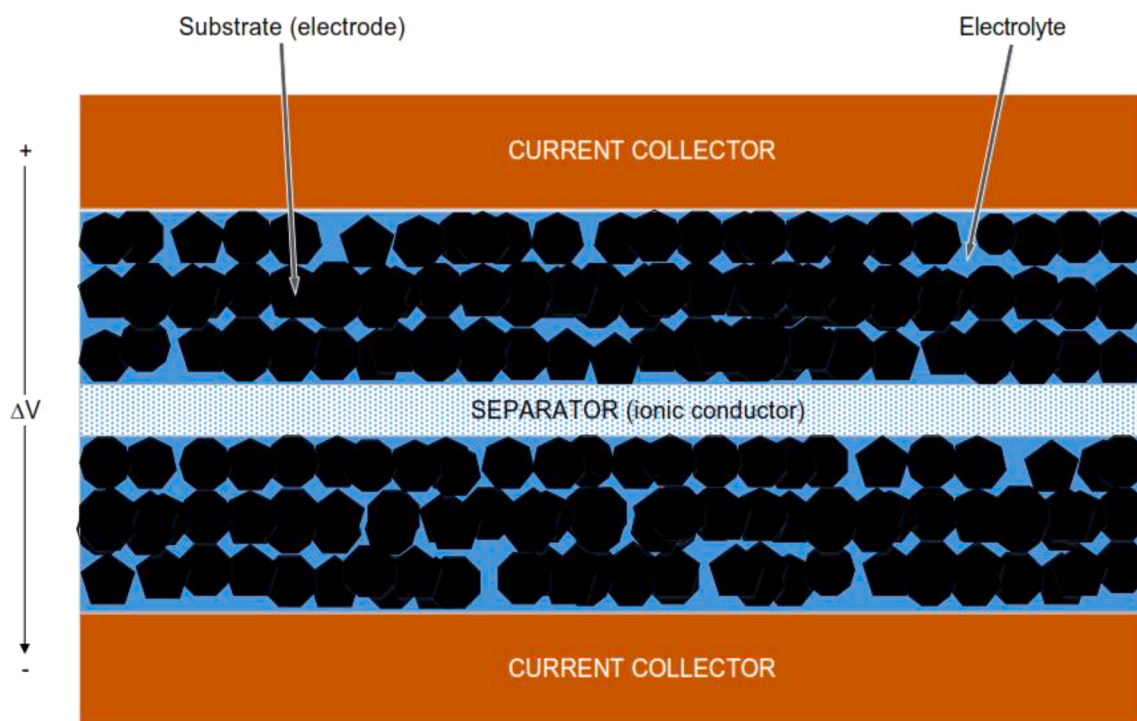 Substrate (electrode)
Electrolyte
CURRENT COLLECTOR
+
SEPARATOR (ionic conductor)
ΔV
-
CURRENT COLLECTOR